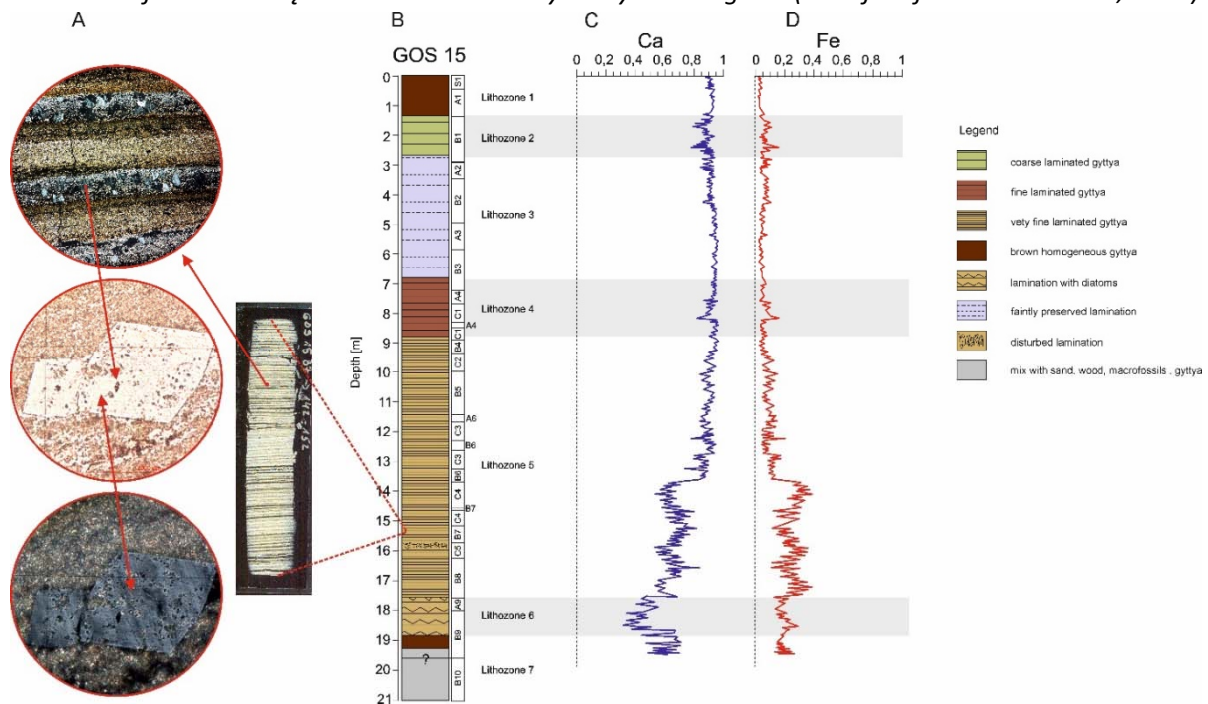 A
B
C
D
GOS 15
Ca
Fe
0 0,2 0,4 0,6 0,8 1
0 0,2 0,4 0,6 0,8 1
Depth [m]
0
1
2
3
4
5
6
7
8
9
10
11
12
13
14
15
16
17
18
19
20
21
?
S1
A1
B1
A2
B2
A3
B3
A4
C1
A4
C1
B4
C2
B5
A6
C3
B6
C3
B6
C4
B7
C4
B7
C5
B8
A9
B9
B10
Lithozone 1
Lithozone 2
Lithozone 3
Lithozone 4
Lithozone 5
Lithozone 6
Lithozone 7
Legend
coarse laminated gyttya
fine laminated gyttya
vety fine laminated gyttya
brown homogeneous gyttya
lamination with diatoms
faintly preserved lamination
disturbed lamination
mix with sand, wood, macrofossils . gyttya
GOS 15 B7